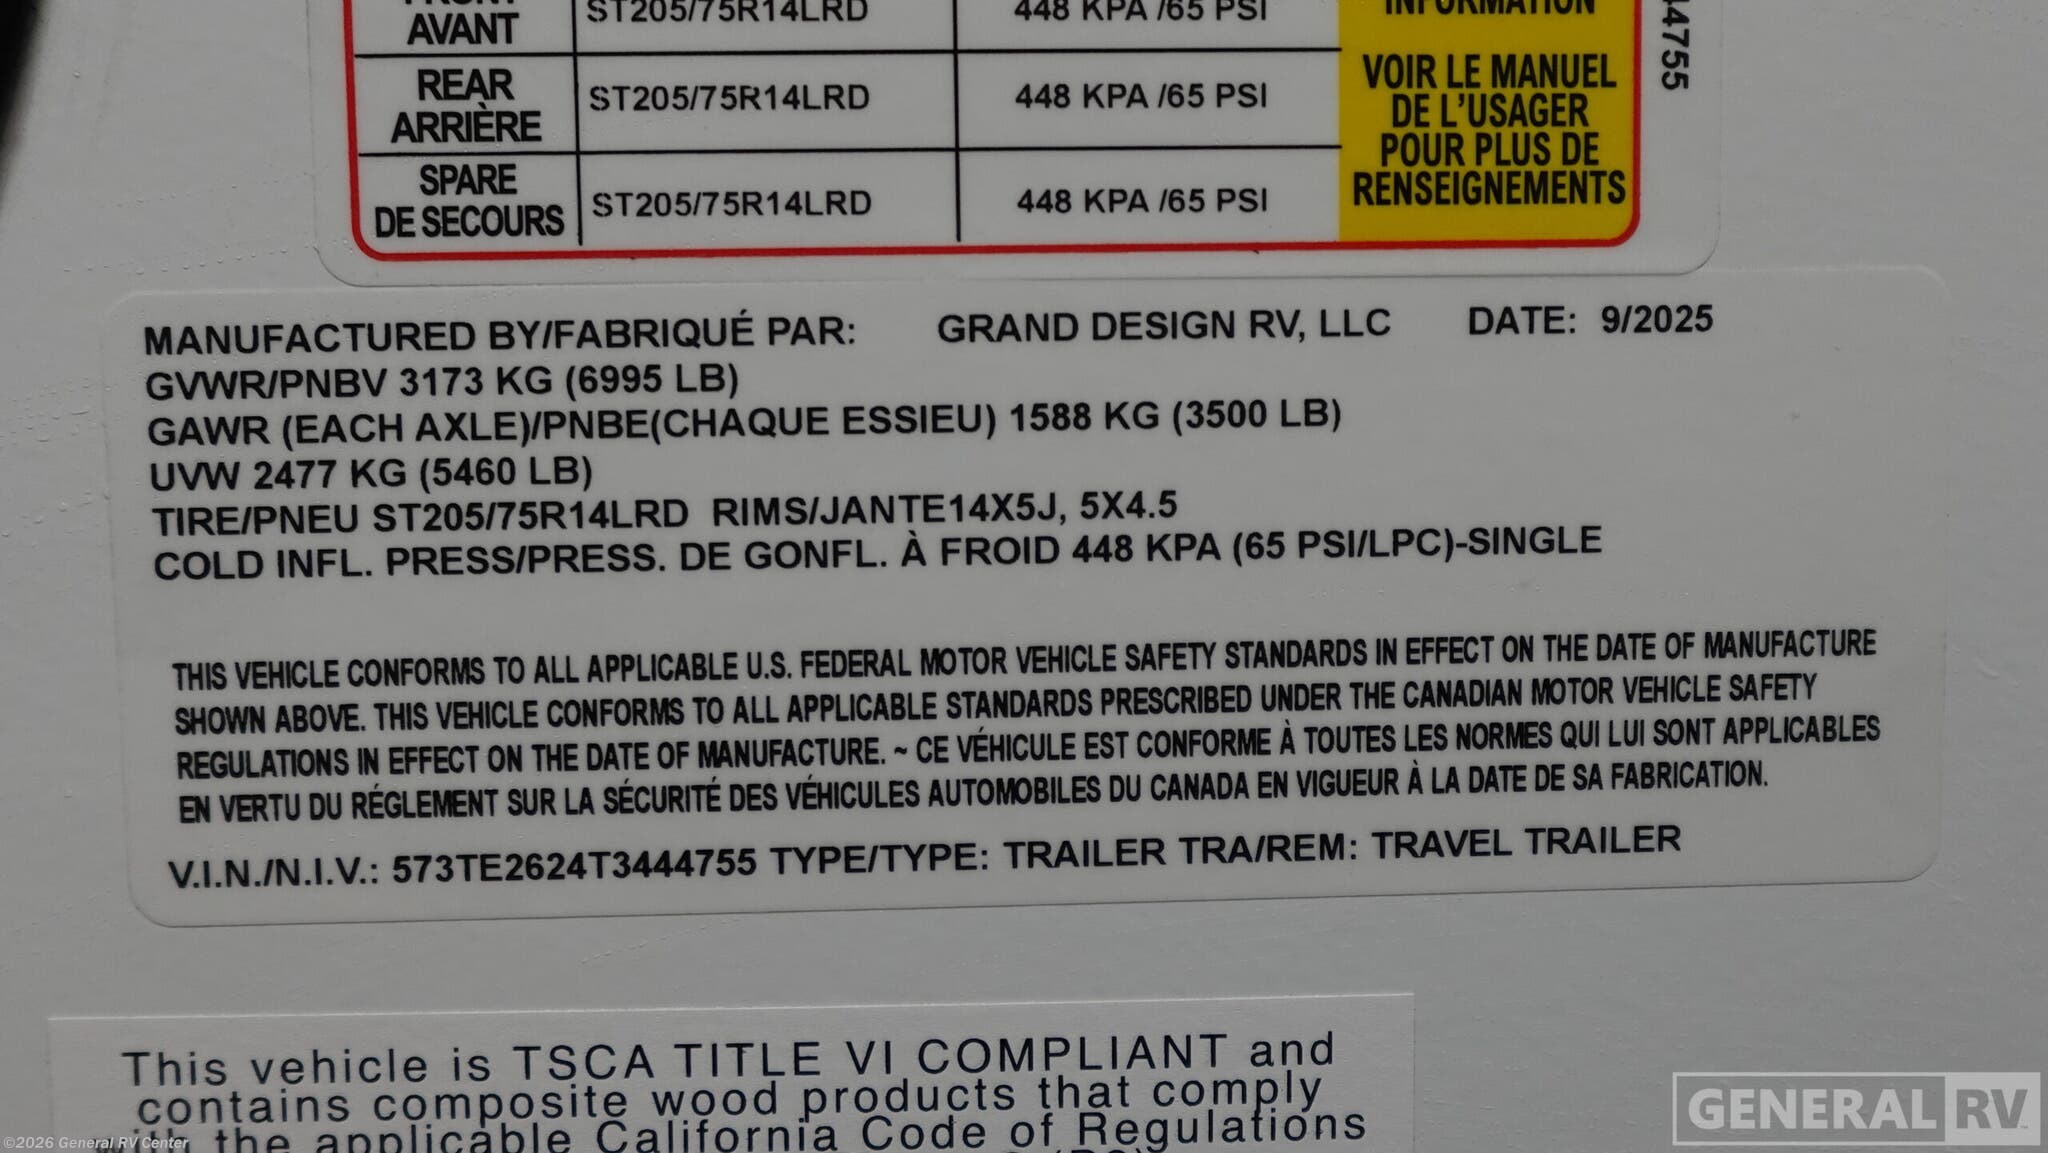 AVANT
ST205/75R14LRD
448 KPA /65 PSI
INFORMATION
REAR
ARRIÈRE
ST205/75R14LRD
448 KPA /65 PSI
SPARE
DE SECOURS
ST205/75R14LRD
448 KPA /65 PSI
VOIR LE MANUEL
DE L'USAGER
POUR PLUS DE
RENSEIGNEMENTS
44755
MANUFACTURED BY/FABRIQUÉ PAR: GRAND DESIGN RV, LLC DATE: 9/2025
GVWR/PNBV 3173 KG (6995 LB)
GAWR (EACH AXLE)/PNBE(CHAQUE ESSIEU) 1588 KG (3500 LB)
UVW 2477 KG (5460 LB)
TIRE/PNEU ST205/75R14LRD RIMS/JANTE14X5J, 5X4.5
COLD INFL. PRESS/PRESS. DE GONFL. À FROID 448 KPA (65 PSI/LPC)-SINGLE
THIS VEHICLE CONFORMS TO ALL APPLICABLE U.S. FEDERAL MOTOR VEHICLE SAFETY STANDARDS IN EFFECT ON THE DATE OF MANUFACTURE
SHOWN ABOVE. THIS VEHICLE CONFORMS TO ALL APPLICABLE STANDARDS PRESCRIBED UNDER THE CANADIAN MOTOR VEHICLE SAFETY
REGULATIONS IN EFFECT ON THE DATE OF MANUFACTURE. ~ CE VÉHICULE EST CONFORME À TOUTES LES NORMES QUI LUI SONT APPLICABLES
EN VERTU DU RÉGLEMENT SUR LA SÉCURITÉ DES VÉHICULES AUTOMOBILES DU CANADA EN VIGUEUR À LA DATE DE SA FABRICATION.
V.I.N./N.I.V.: 573TE2624T3444755 TYPE/TYPE: TRAILER TRA/REM: TRAVEL TRAILER
This vehicle is TSCA TITLE VI COMPLIANT and
contains composite wood products that comply
with the applicable California Code of Regulations
©2026 General RV Center
GENERAL RV